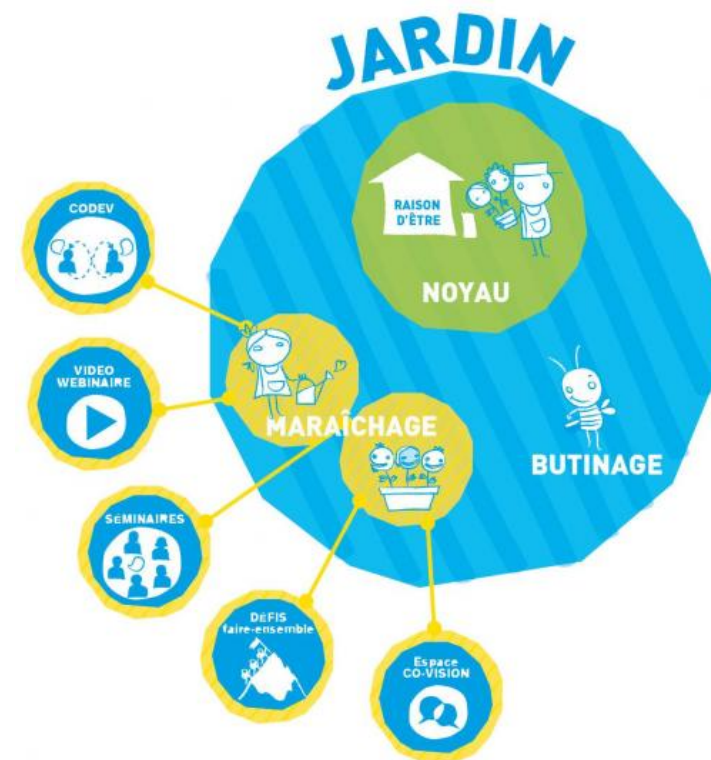 JARDIN
RAISON
D'ÊTRE
NOYAU
CODEV
VIDEO
WEBINAIRE
MARAÎCHAGE
BUTINAGE
SÉMINAIRES
DÉFIS
faire-ensemble
Espace
CO-VISION